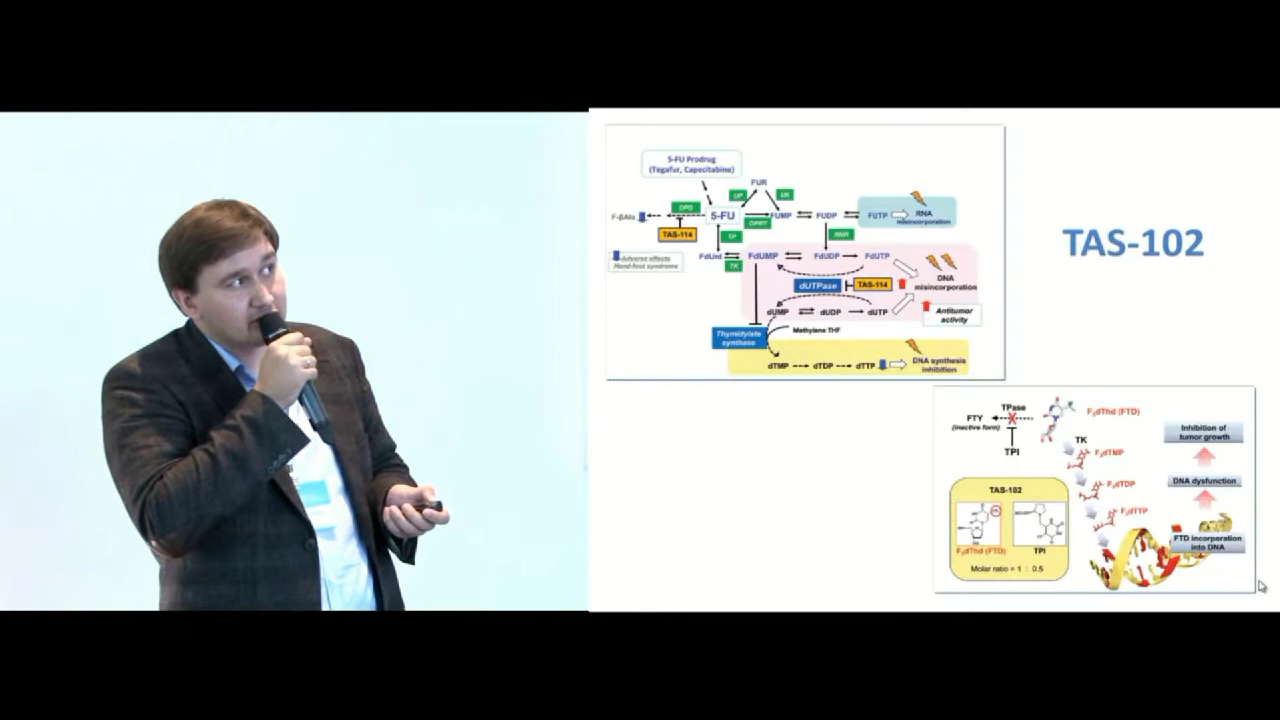 TAS-102
5-FU Prodrug
(Tegafur, Capecitabine)
FUR
UP
UK
DPD
F-βAla
5-FU
OPRT
FUMP
FUDP
FUTP
RNA
misincorporation
TAS-114
TP
RNR
Adverse effects
Hand-foot syndrome
FdUrd
TK
FdUMP
FdUDP
FdUTP
DNA
misincorporation
dUTPase
TAS-114
dUMP
dUDP
dUTP
Antitumor
activity
Thymidylate
synthase
Methylene THF
dTMP
dTDP
dTTP
DNA synthesis
inhibition
TPase
F₃dThd (FTD)
FTY
(inactive form)
TPI
TK
F₃dTMP
F₃dTDP
F₃dTTP
Inhibition of
tumor growth
DNA dysfunction
FTD incorporation
into DNA
TAS-102
F₃dThd (FTD)
TPI
Molar ratio = 1 : 0.5